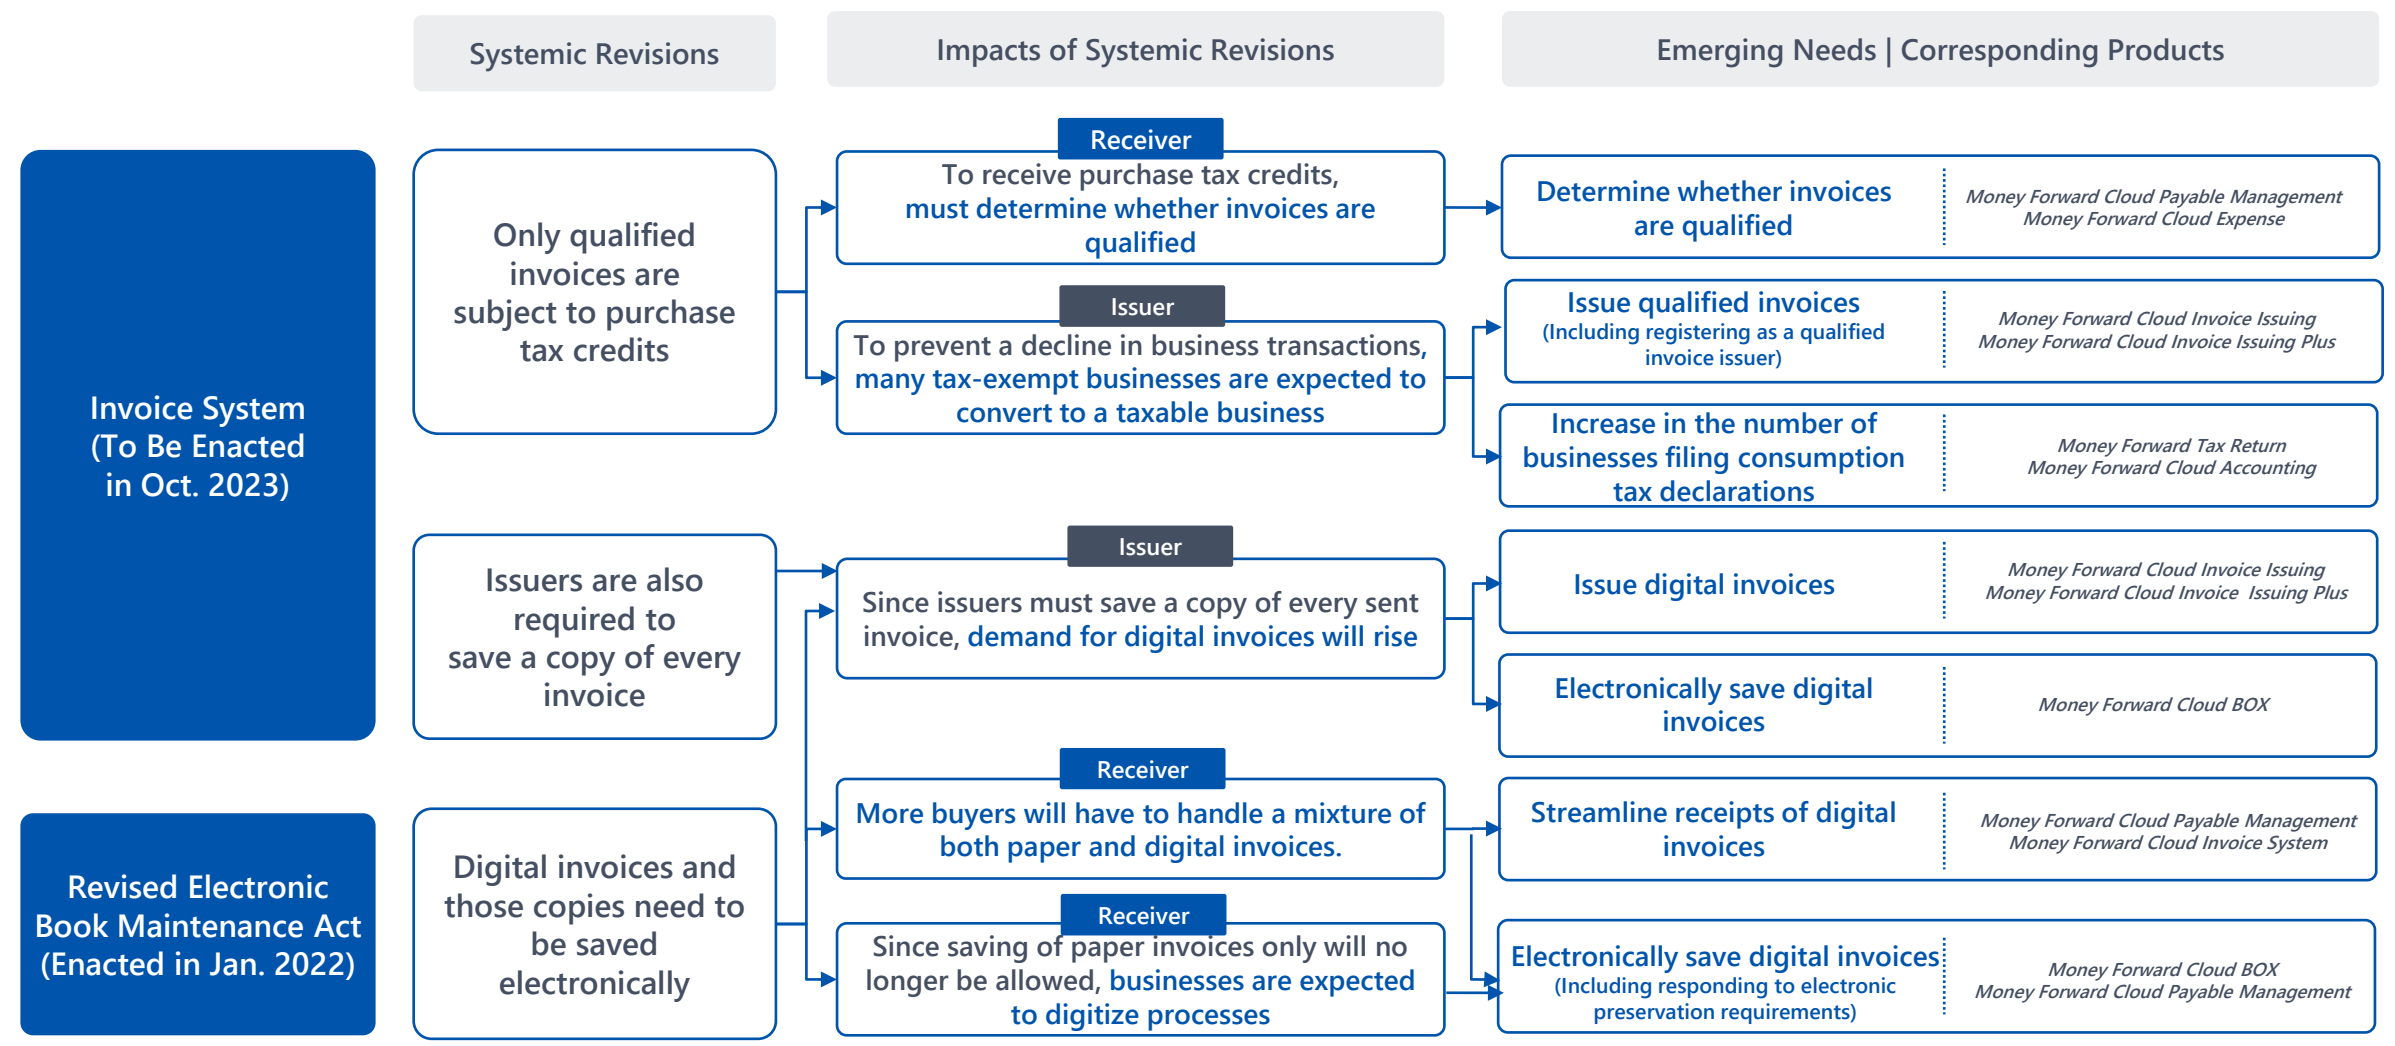 Systemic Revisions
Impacts of Systemic Revisions
Emerging Needs | Corresponding Products
Invoice System
(To Be Enacted
in Oct. 2023)
Only qualified
invoices are
subject to purchase
tax credits
Receiver
To receive purchase tax credits,
must determine whether invoices are
qualified
Determine whether invoices
are qualified
Money Forward Cloud Payable Management
Money Forward Cloud Expense
Issuer
To prevent a decline in business transactions,
many tax-exempt businesses are expected to
convert to a taxable business
Issue qualified invoices
(Including registering as a qualified
invoice issuer)
Money Forward Cloud Invoice Issuing
Money Forward Cloud Invoice Issuing Plus
Increase in the number of
businesses filing consumption
tax declarations
Money Forward Tax Return
Money Forward Cloud Accounting
Issuers are also
required to
save a copy of every
invoice
Issuer
Since issuers must save a copy of every sent
invoice, demand for digital invoices will rise
Issue digital invoices
Money Forward Cloud Invoice Issuing
Money Forward Cloud Invoice Issuing Plus
Electronically save digital
invoices
Money Forward Cloud BOX
Revised Electronic
Book Maintenance Act
(Enacted in Jan. 2022)
Digital invoices and
those copies need to
be saved
electronically
Receiver
More buyers will have to handle a mixture of
both paper and digital invoices.
Streamline receipts of digital
invoices
Money Forward Cloud Payable Management
Money Forward Cloud Invoice System
Receiver
Since saving of paper invoices only will no
longer be allowed, businesses are expected
to digitize processes
Electronically save digital invoices
(Including responding to electronic
preservation requirements)
Money Forward Cloud BOX
Money Forward Cloud Payable Management